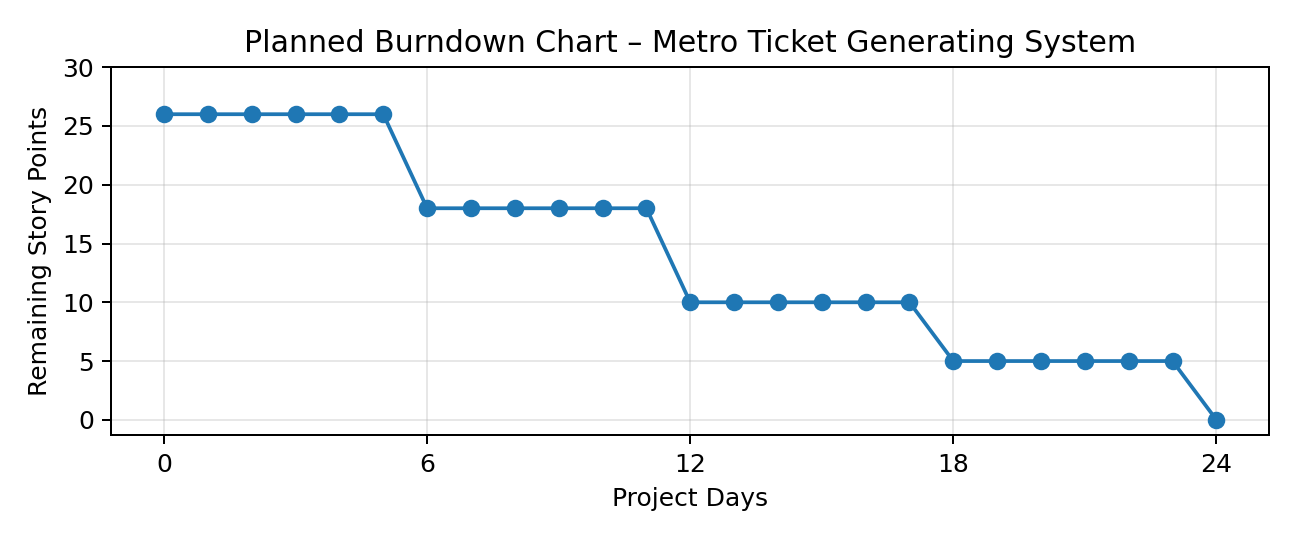 Planned Burndown Chart – Metro Ticket Generating System
30
25
20
15
10
5
0
Remaining Story Points
0 6 12 18 24
Project Days